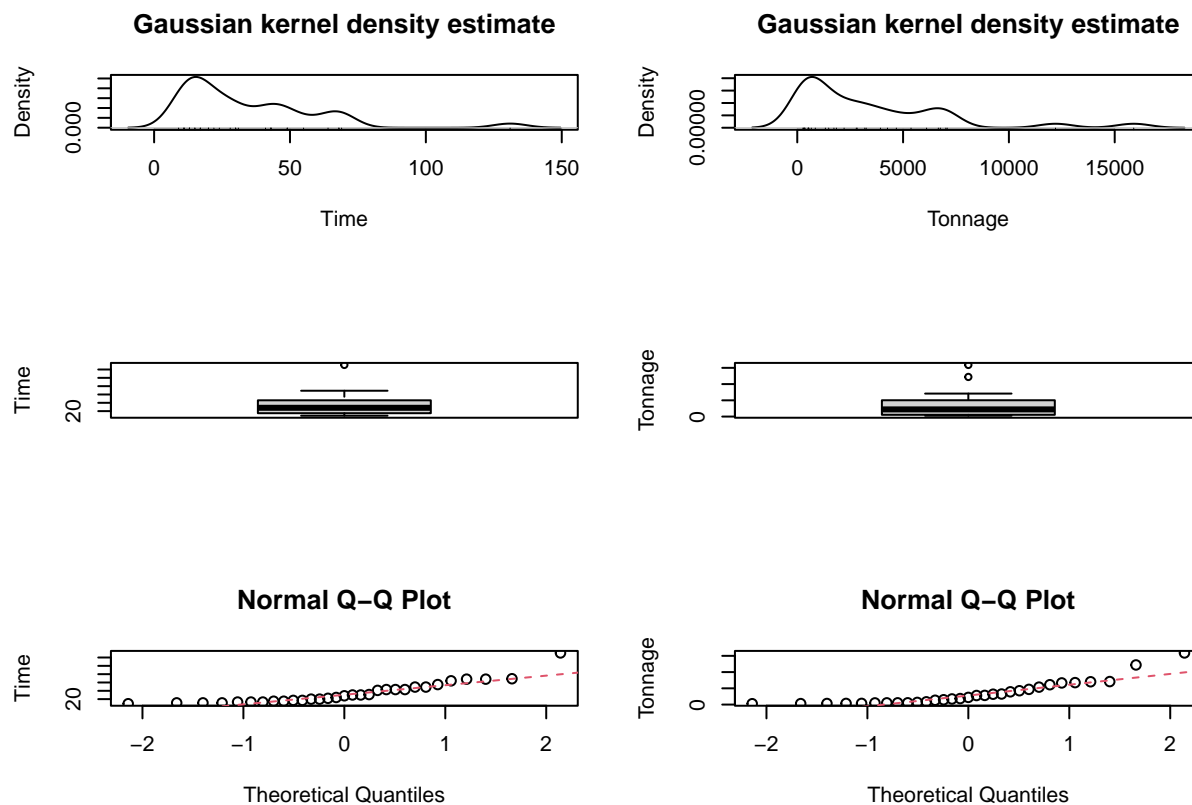 Gaussian kernel density estimate
Density
0.000
0 50 100 150
Time
Gaussian kernel density estimate
Density
0.00000
0 5000 10000 15000
Tonnage
Time
20
Tonnage
0
Normal Q−Q Plot
Time
20
−2 −1 0 1 2
Theoretical Quantiles
Normal Q−Q Plot
Tonnage
0
−2 −1 0 1 2
Theoretical Quantiles